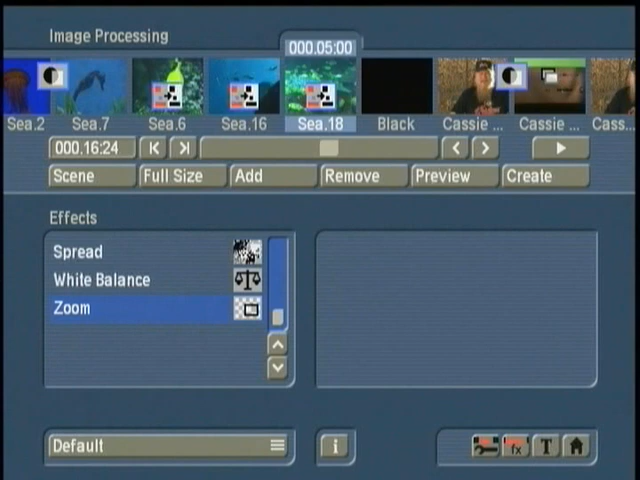 Image Processing
000.05:00
Sea.2 Sea.7 Sea.6 Sea.16 Sea.18 Black Cassie ... Cassie ... Cass...
000.16:24
Scene Full Size Add Remove Preview Create
Effects
Spread
White Balance
Zoom
Default i fx T